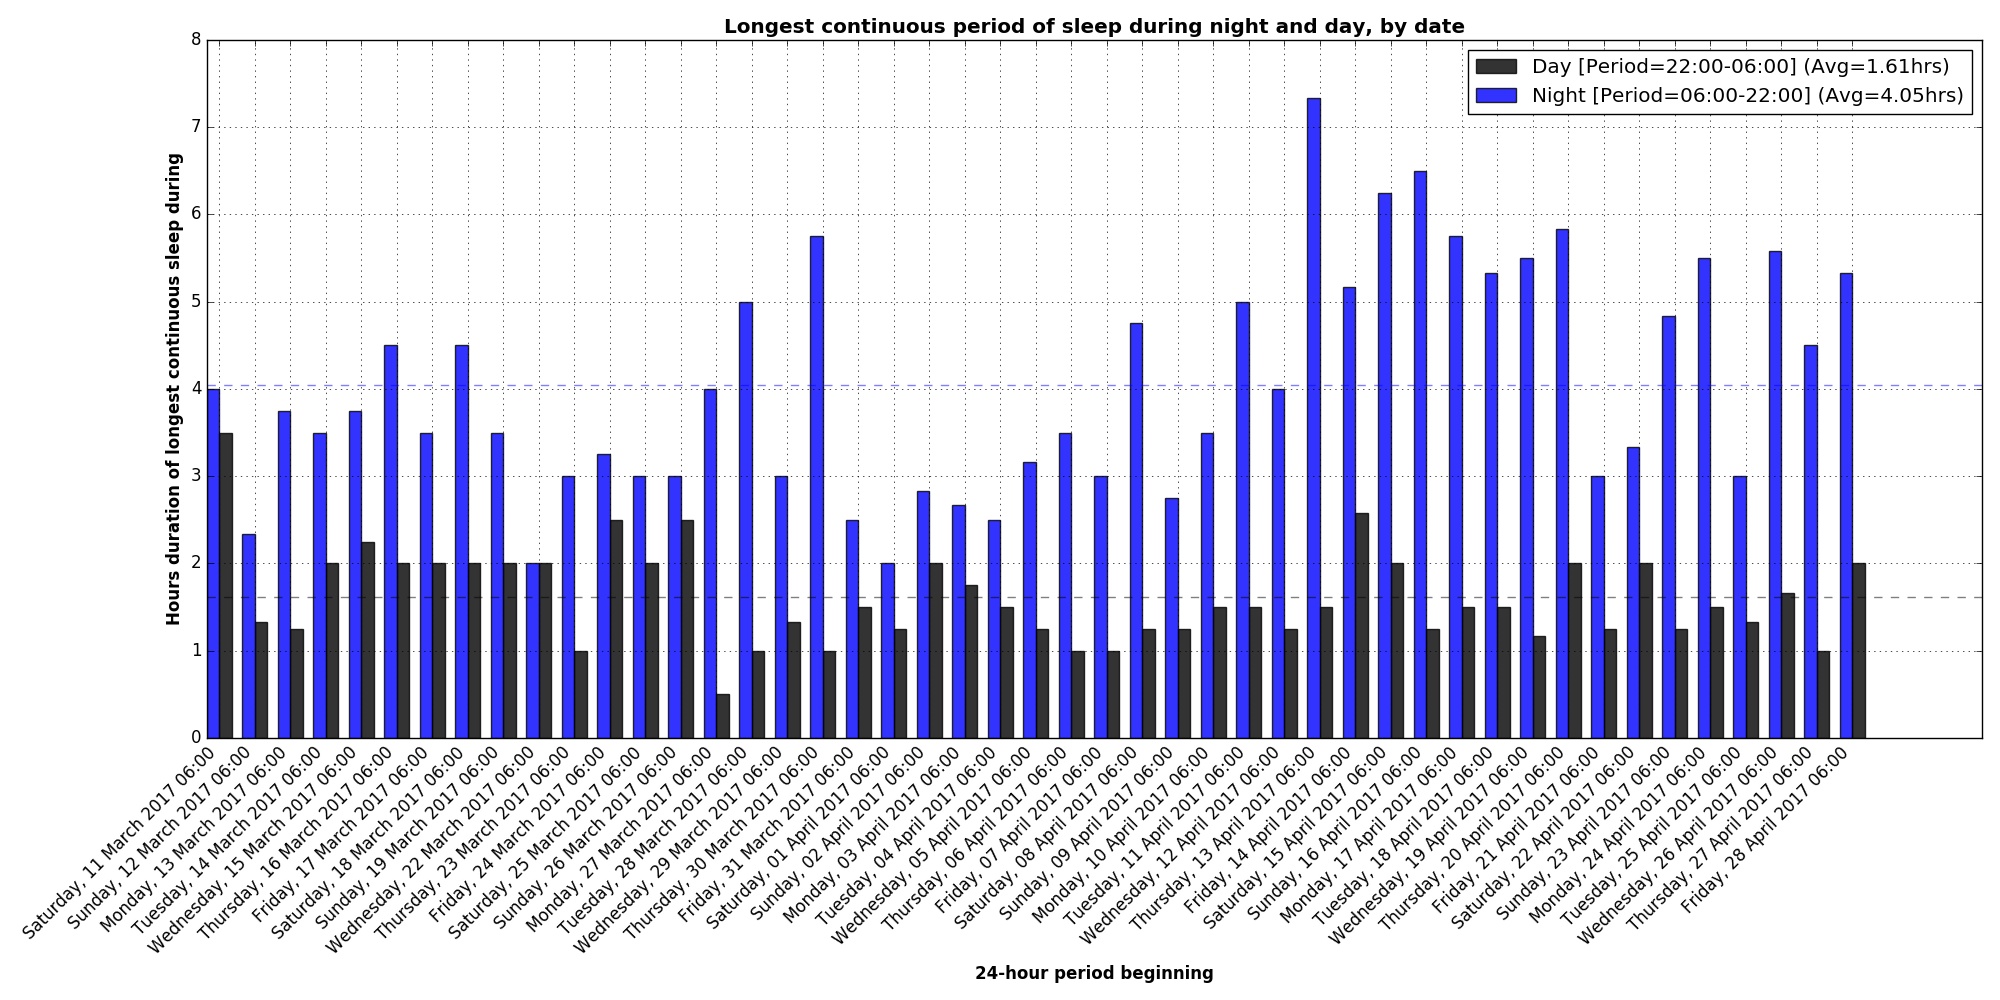 Longest continuous period of sleep during night and day, by date
Day [Period=22:00-06:00] (Avg=1.61hrs)
Night [Period=06:00-22:00] (Avg=4.05hrs)
Hours duration of longest continuous sleep during
8
7
6
5
4
3
2
1
0
Saturday, 11 March 2017 06:00
Sunday, 12 March 2017 06:00
Monday, 13 March 2017 06:00
Tuesday, 14 March 2017 06:00
Wednesday, 15 March 2017 06:00
Thursday, 16 March 2017 06:00
Friday, 17 March 2017 06:00
Saturday, 18 March 2017 06:00
Sunday, 19 March 2017 06:00
Wednesday, 22 March 2017 06:00
Thursday, 23 March 2017 06:00
Friday, 24 March 2017 06:00
Saturday, 25 March 2017 06:00
Sunday, 26 March 2017 06:00
Monday, 27 March 2017 06:00
Tuesday, 28 March 2017 06:00
Wednesday, 29 March 2017 06:00
Thursday, 30 March 2017 06:00
Friday, 31 March 2017 06:00
Saturday, 01 April 2017 06:00
Sunday, 02 April 2017 06:00
Monday, 03 April 2017 06:00
Tuesday, 04 April 2017 06:00
Wednesday, 05 April 2017 06:00
Thursday, 06 April 2017 06:00
Friday, 07 April 2017 06:00
Saturday, 08 April 2017 06:00
Sunday, 09 April 2017 06:00
Monday, 10 April 2017 06:00
Tuesday, 11 April 2017 06:00
Wednesday, 12 April 2017 06:00
Thursday, 13 April 2017 06:00
Friday, 14 April 2017 06:00
Saturday, 15 April 2017 06:00
Sunday, 16 April 2017 06:00
Monday, 17 April 2017 06:00
Tuesday, 18 April 2017 06:00
Wednesday, 19 April 2017 06:00
Thursday, 20 April 2017 06:00
Friday, 21 April 2017 06:00
Saturday, 22 April 2017 06:00
Sunday, 23 April 2017 06:00
Monday, 24 April 2017 06:00
Tuesday, 25 April 2017 06:00
Wednesday, 26 April 2017 06:00
Thursday, 27 April 2017 06:00
Friday, 28 April 2017 06:00
24-hour period beginning